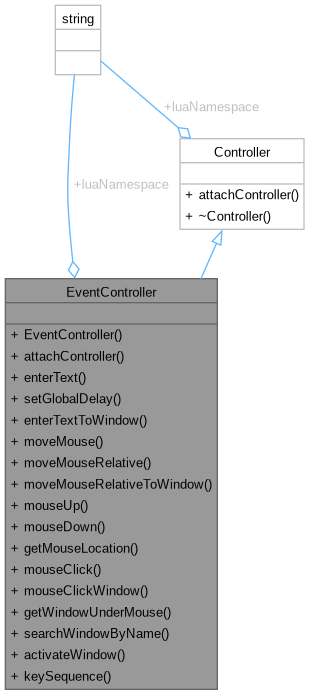 string
+luaNamespace
Controller
+ attachController()
+ ~Controller()
+luaNamespace
EventController
+ EventController()
+ attachController()
+ enterText()
+ setGlobalDelay()
+ enterTextToWindow()
+ moveMouse()
+ moveMouseRelative()
+ moveMouseRelativeToWindow()
+ mouseUp()
+ mouseDown()
+ getMouseLocation()
+ mouseClick()
+ mouseClickWindow()
+ getWindowUnderMouse()
+ searchWindowByName()
+ activateWindow()
+ keySequence()